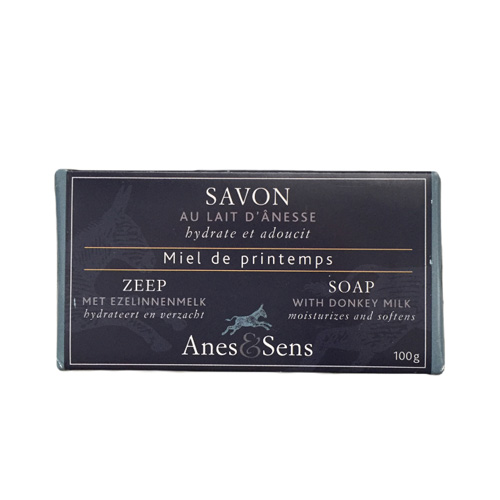 SAVON
AU LAIT D'ÂNESSE
hydrate et adoucit
Miel de printemps
ZEEP
MET EZELINNENMELK
hydrateert en verzacht
SOAP
WITH DONKEY MILK
moisturizes and softens
Anes&Sens
100g